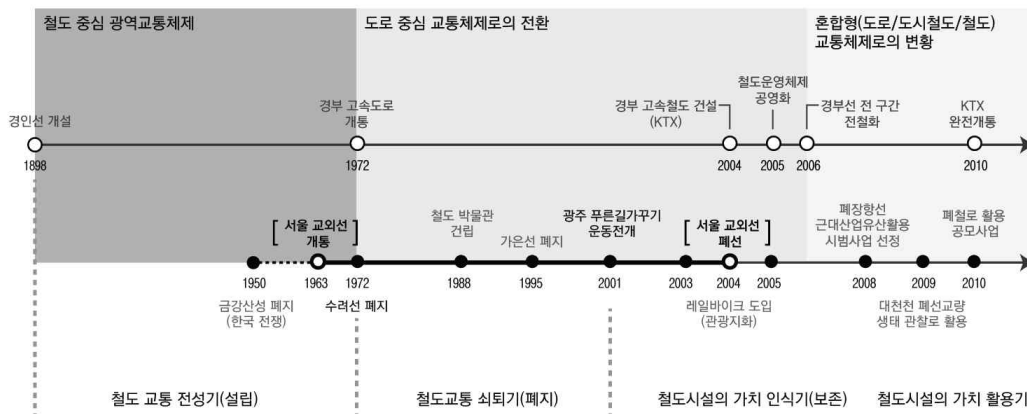 철도 중심 광역교통체제
도로 중심 교통체제로의 전환
혼합형(도로/도시철도/철도)
교통체제로의 변황
경인선 개설
경부 고속도로
개통
경부 고속철도 건설
(KTX)
철도운영체제
공영화
경부선 전 구간
전철화
KTX
완전개통
1898
1972
2004
2005
2006
2010
서울 교외선
개통
철도 박물관
건립
가은선 폐지
광주 푸른길가꾸기
운동전개
서울 교외선
폐선
폐장항선
근대산업유산활용
시범사업 선정
폐철로 활용
공모사업
1950
1963
1972
1988
1995
2001
2003
2004
2005
2008
2009
2010
금강산성 폐지
(한국 전쟁)
수려선 폐지
레일바이크 도입
(관광지화)
대천천 폐선교량
생태 관찰로 활용
철도 교통 전성기(설립)
철도교통 쇠퇴기(폐지)
철도시설의 가치 인식기(보존)
철도시설의 가치 활용기